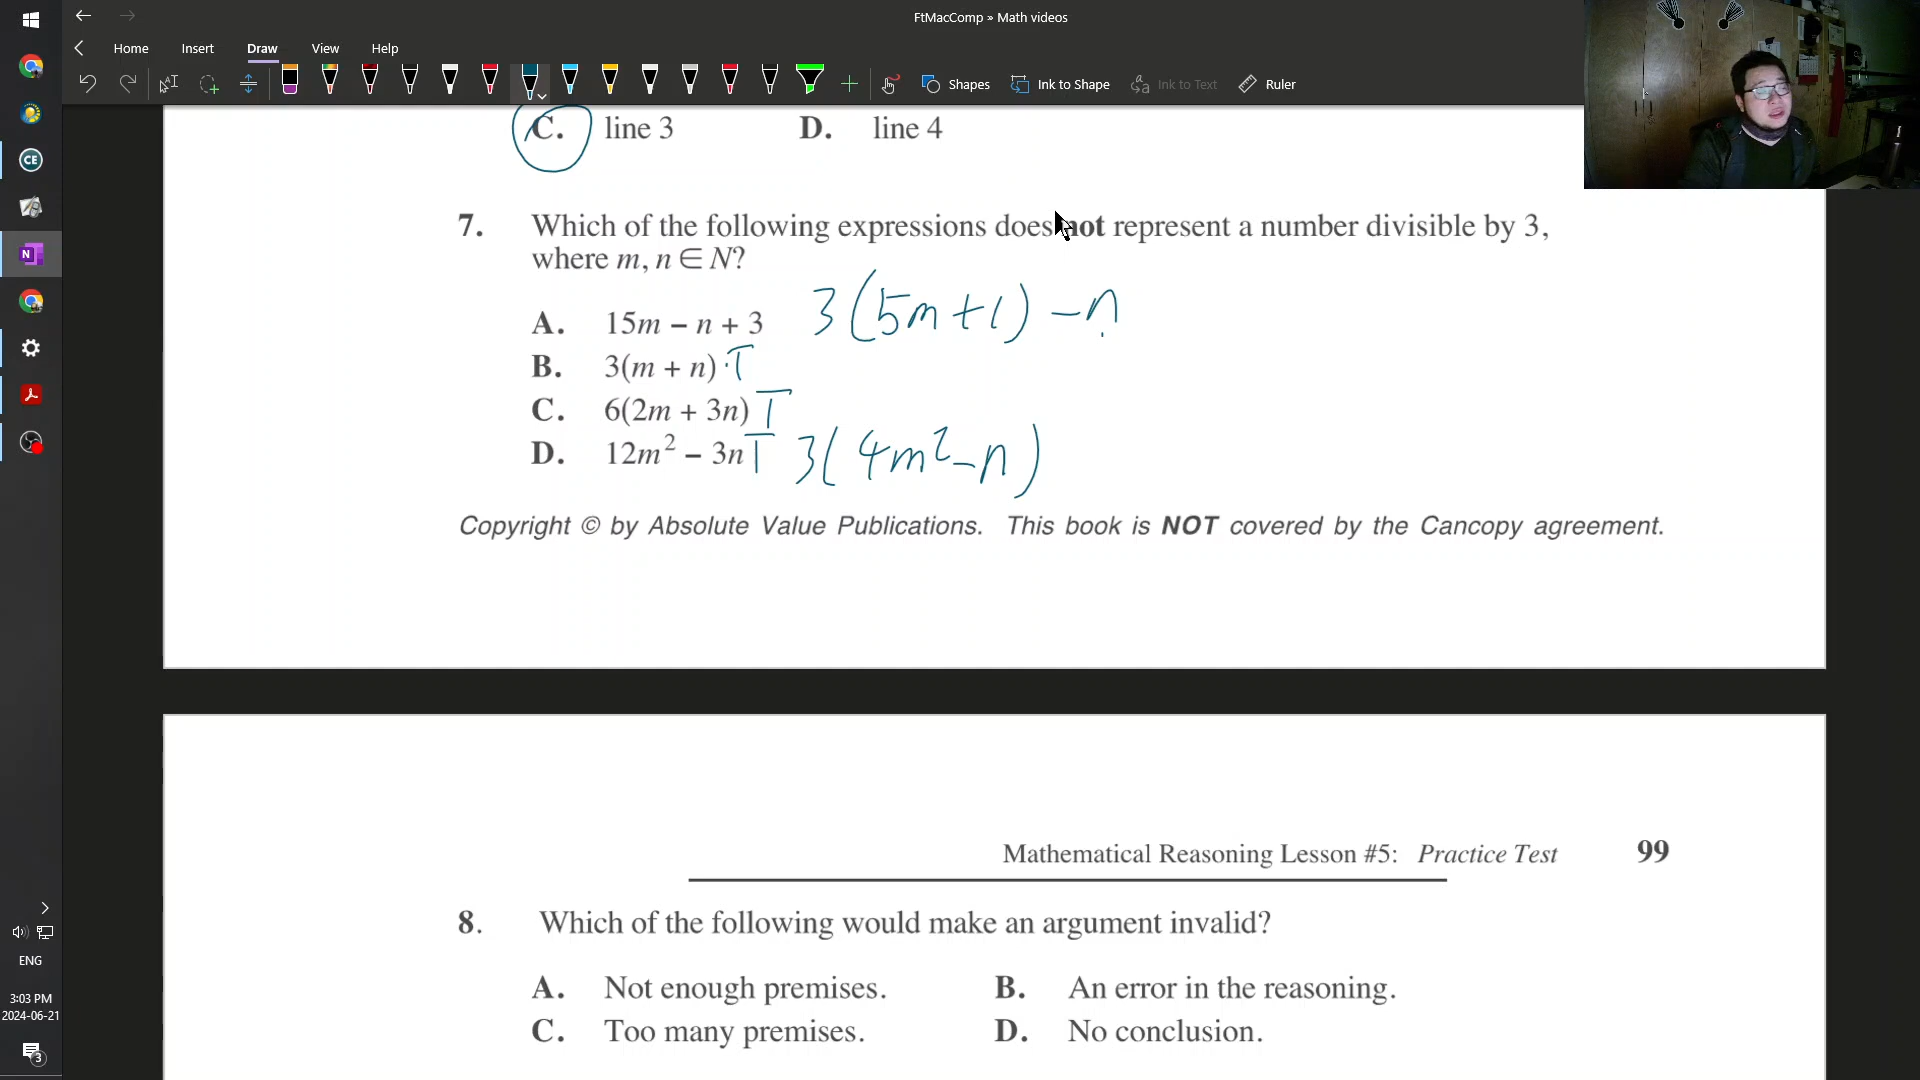 FtMacComp » Math videos
Home Insert Draw View Help
Shapes Ink to Shape Ink to Text Ruler
C. line 3 D. line 4
7. Which of the following expressions does not represent a number divisible by 3,
where m, n ∈ N?
A. 15m − n + 3 3(5m+1) −n
B. 3(m + n) T
C. 6(2m + 3n) T
D. 12m² − 3n T 3(4m²−n)
Copyright © by Absolute Value Publications. This book is NOT covered by the Cancopy agreement.
Mathematical Reasoning Lesson #5: Practice Test 99
8. Which of the following would make an argument invalid?
A. Not enough premises. B. An error in the reasoning.
C. Too many premises. D. No conclusion.
CE
N
ENG
3:03 PM
2024-06-21
3